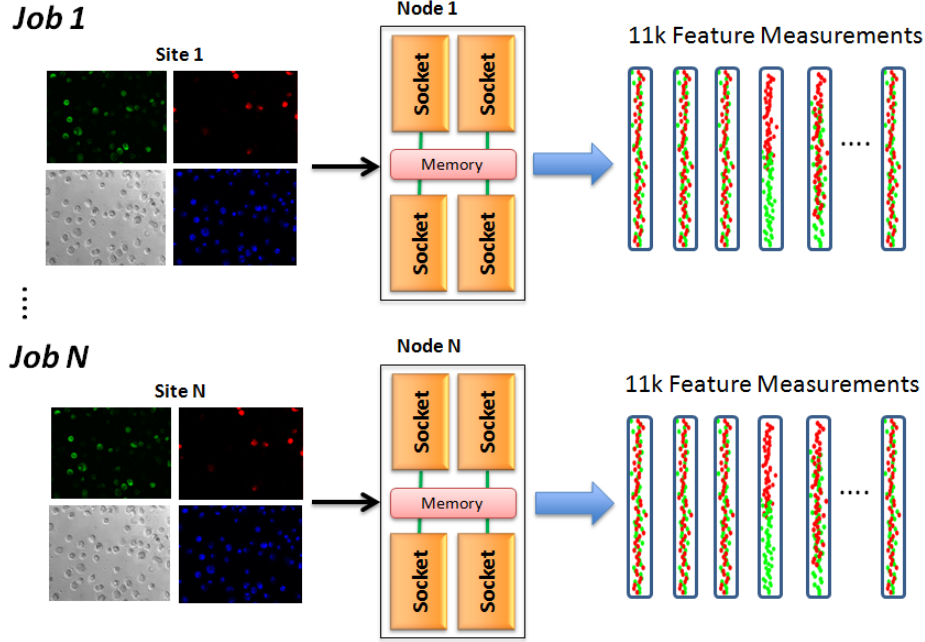 Job 1
Node 1
Site 1
11k Feature Measurements
Socket
Socket
Memory
Socket
Socket
....
.....
Job N
Node N
Site N
11k Feature Measurements
Socket
Socket
Memory
Socket
Socket
....